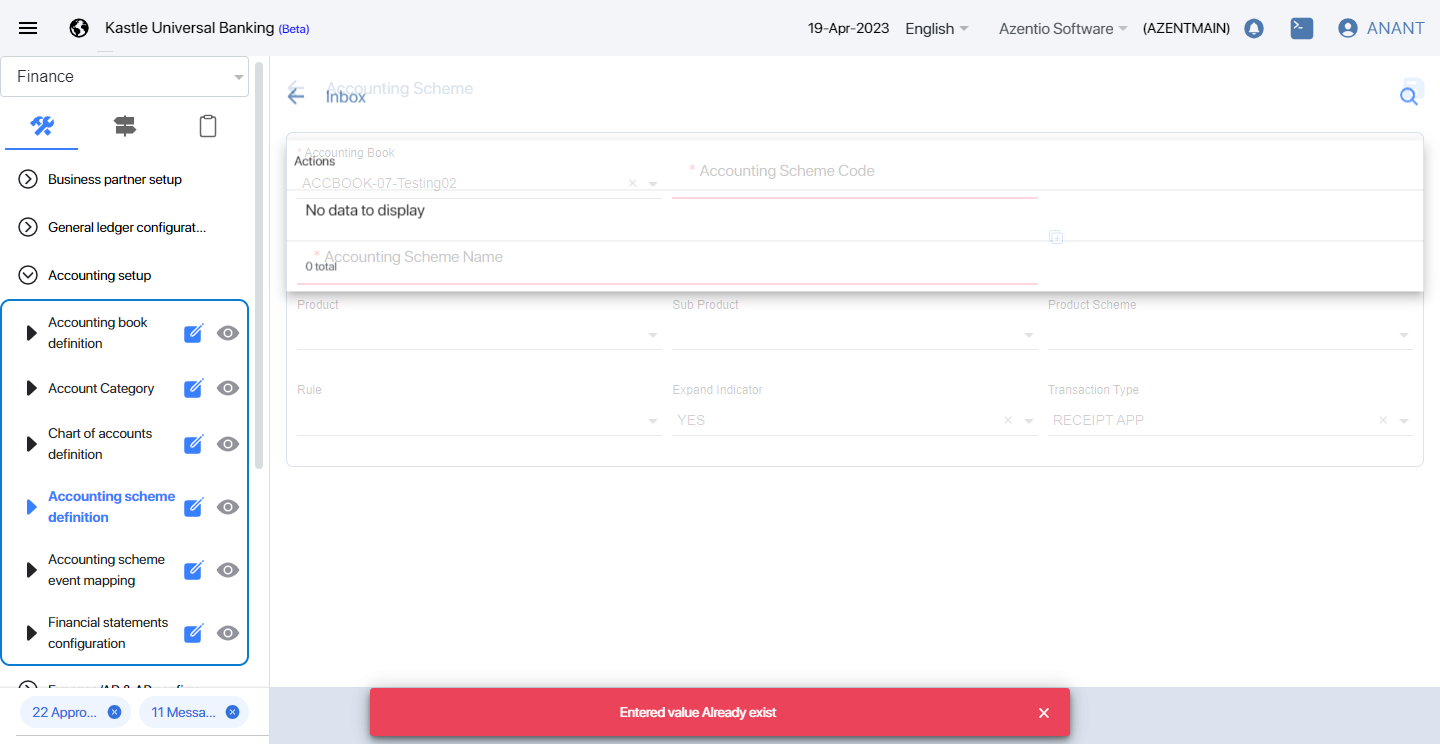 Kastle Universal Banking (Beta)
19-Apr-2023
English
Azentio Software
(AZENTMAIN)
ANANT
Finance
Business partner setup
General ledger configurat...
Accounting setup
Accounting book
definition
Account Category
Chart of accounts
definition
Accounting scheme
definition
Accounting scheme
event mapping
Financial statements
configuration
22 Appro...
11 Messa...
Accounting Scheme
Inbox
* Accounting Book
Actions
ACCBOOK-07-Testing02
* Accounting Scheme Code
No data to display
* Accounting Scheme Name
0 total
Product
Sub Product
Product Scheme
Rule
Expand Indicator
YES
Transaction Type
RECEIPT APP
Entered value Already exist